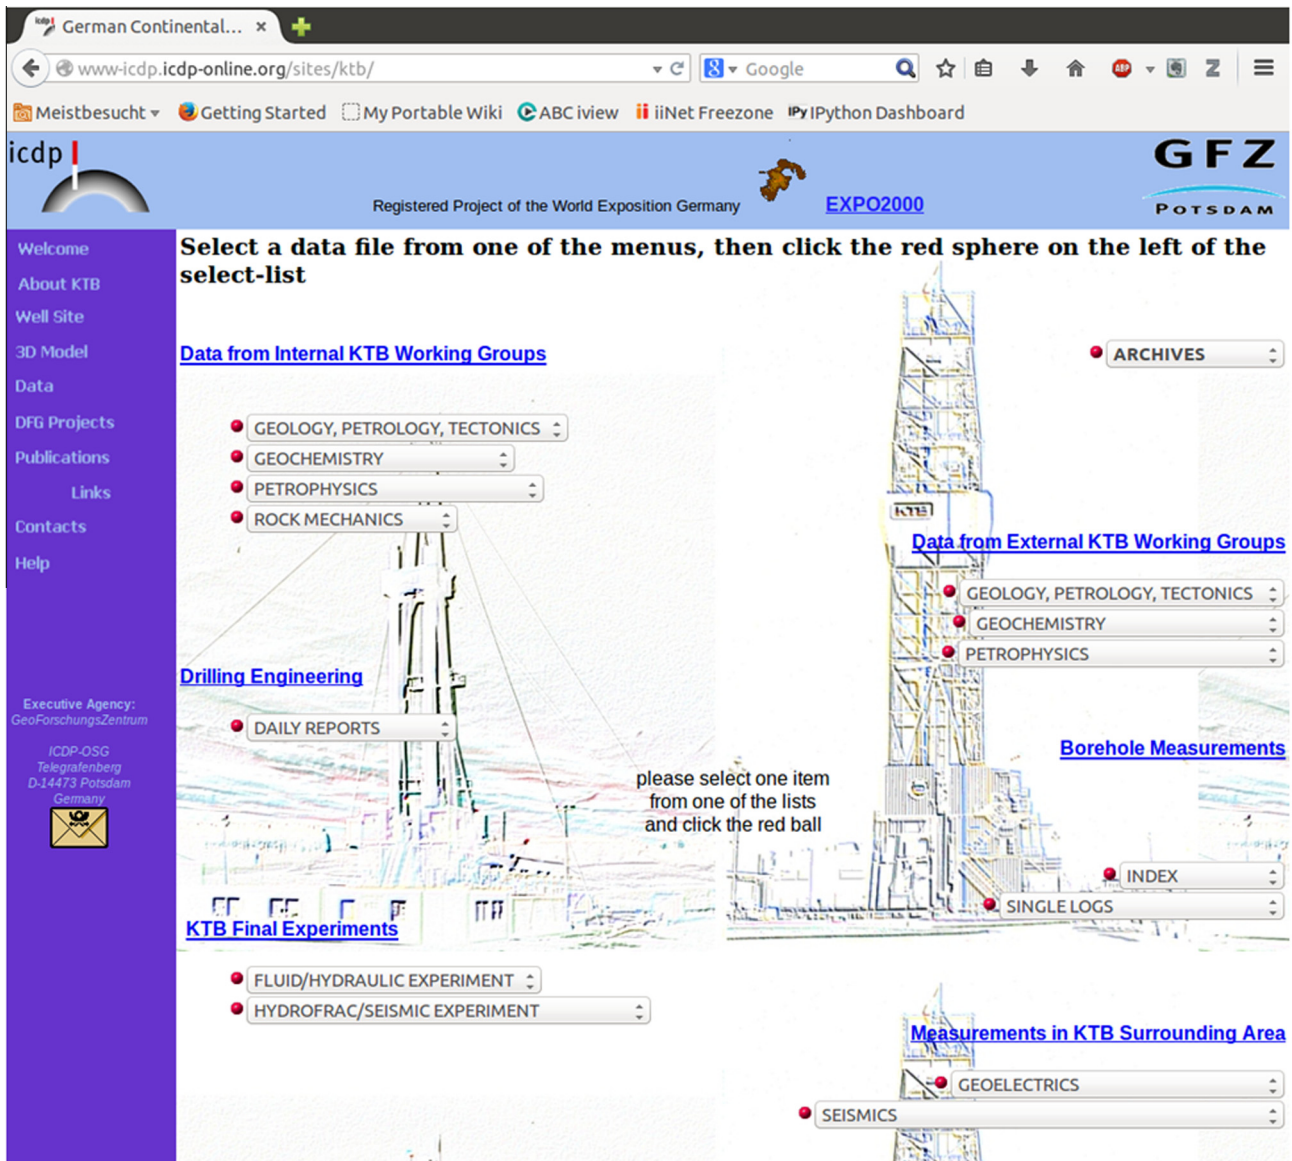 German Conti​nental... ×
www-icdp.icdp-online.org/sites/ktb/
8 Google
ABP
Z
Meistbesucht
Getting Started
My Portable Wiki
ABC iview
iiNet Freezone
IPy IPython Dashboard
icdp
Registered Project of the World Exposition Germany
EXPO2000
GFZ
POTSDAM
Welcome
About KTB
Well Site
3D Model
Data
DFG Projects
Publications
Links
Contacts
Help
Executive Agency:
GeoForschungsZentrum
ICDP-OSG
Telegrafenberg
D-14473 Potsdam
Germany
Select a data file from one of the menus, then click the red sphere on the left of the
select-list
Data from Internal KTB Working Groups
ARCHIVES
GEOLOGY, PETROLOGY, TECTONICS
GEOCHEMISTRY
PETROPHYSICS
ROCK MECHANICS
KTB
Data from External KTB Working Groups
GEOLOGY, PETROLOGY, TECTONICS
GEOCHEMISTRY
PETROPHYSICS
Drilling Engineering
DAILY REPORTS
Borehole Measurements
please select one item
from one of the lists
and click the red ball
INDEX
SINGLE LOGS
KTB Final Experiments
FLUID/HYDRAULIC EXPERIMENT
HYDROFRAC/SEISMIC EXPERIMENT
Measurements in KTB Surrounding Area
GEOELECTRICS
SEISMICS